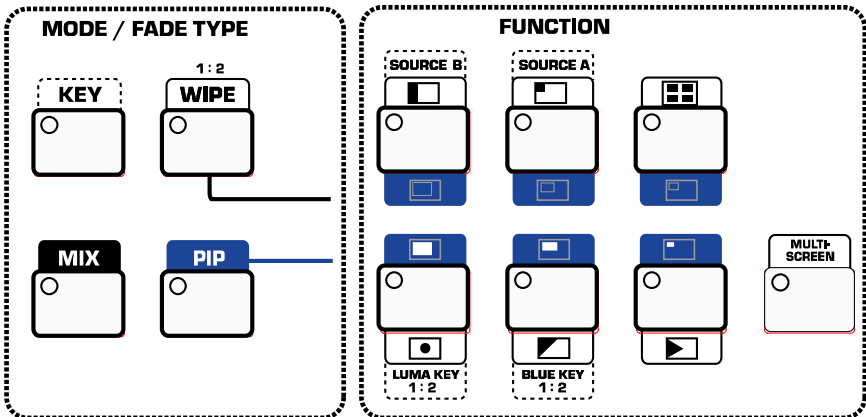 MODE / FADE TYPE
FUNCTION
1:2
SOURCE B
SOURCE A
KEY
WIPE
MIX
PIP
MULTI-
SCREEN
LUMA KEY
1:2
BLUE KEY
1:2